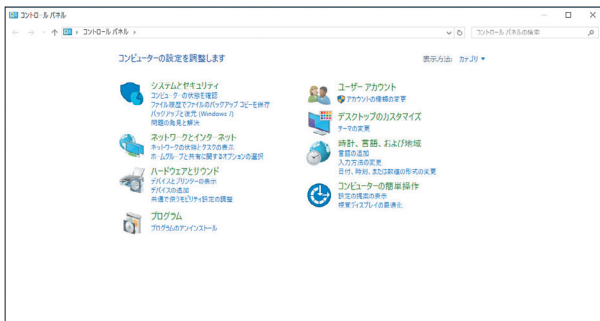 コントロール パネル
コントロール パネル
コントロール パネルの検索
コンピューターの設定を調整します
表示方法: カテゴリ
システムとセキュリティ
コンピューターの状態を確認
ファイル履歴でファイルのバックアップ コピーを保存
バックアップと復元 (Windows 7)
問題の発見と解決
ネットワークとインターネット
ネットワークの状態とタスクの表示
ホームグループと共有に関するオプションの選択
ハードウェアとサウンド
デバイスとプリンターの表示
デバイスの追加
共通で使うモビリティ設定の調整
プログラム
プログラムのアンインストール
ユーザー アカウント
アカウントの種類の変更
デスクトップのカスタマイズ
テーマの変更
時計、言語、および地域
言語の追加
入力方法の変更
日付、時刻、または数値の形式の変更
コンピューターの簡単操作
設定の提案の表示
視覚ディスプレイの最適化